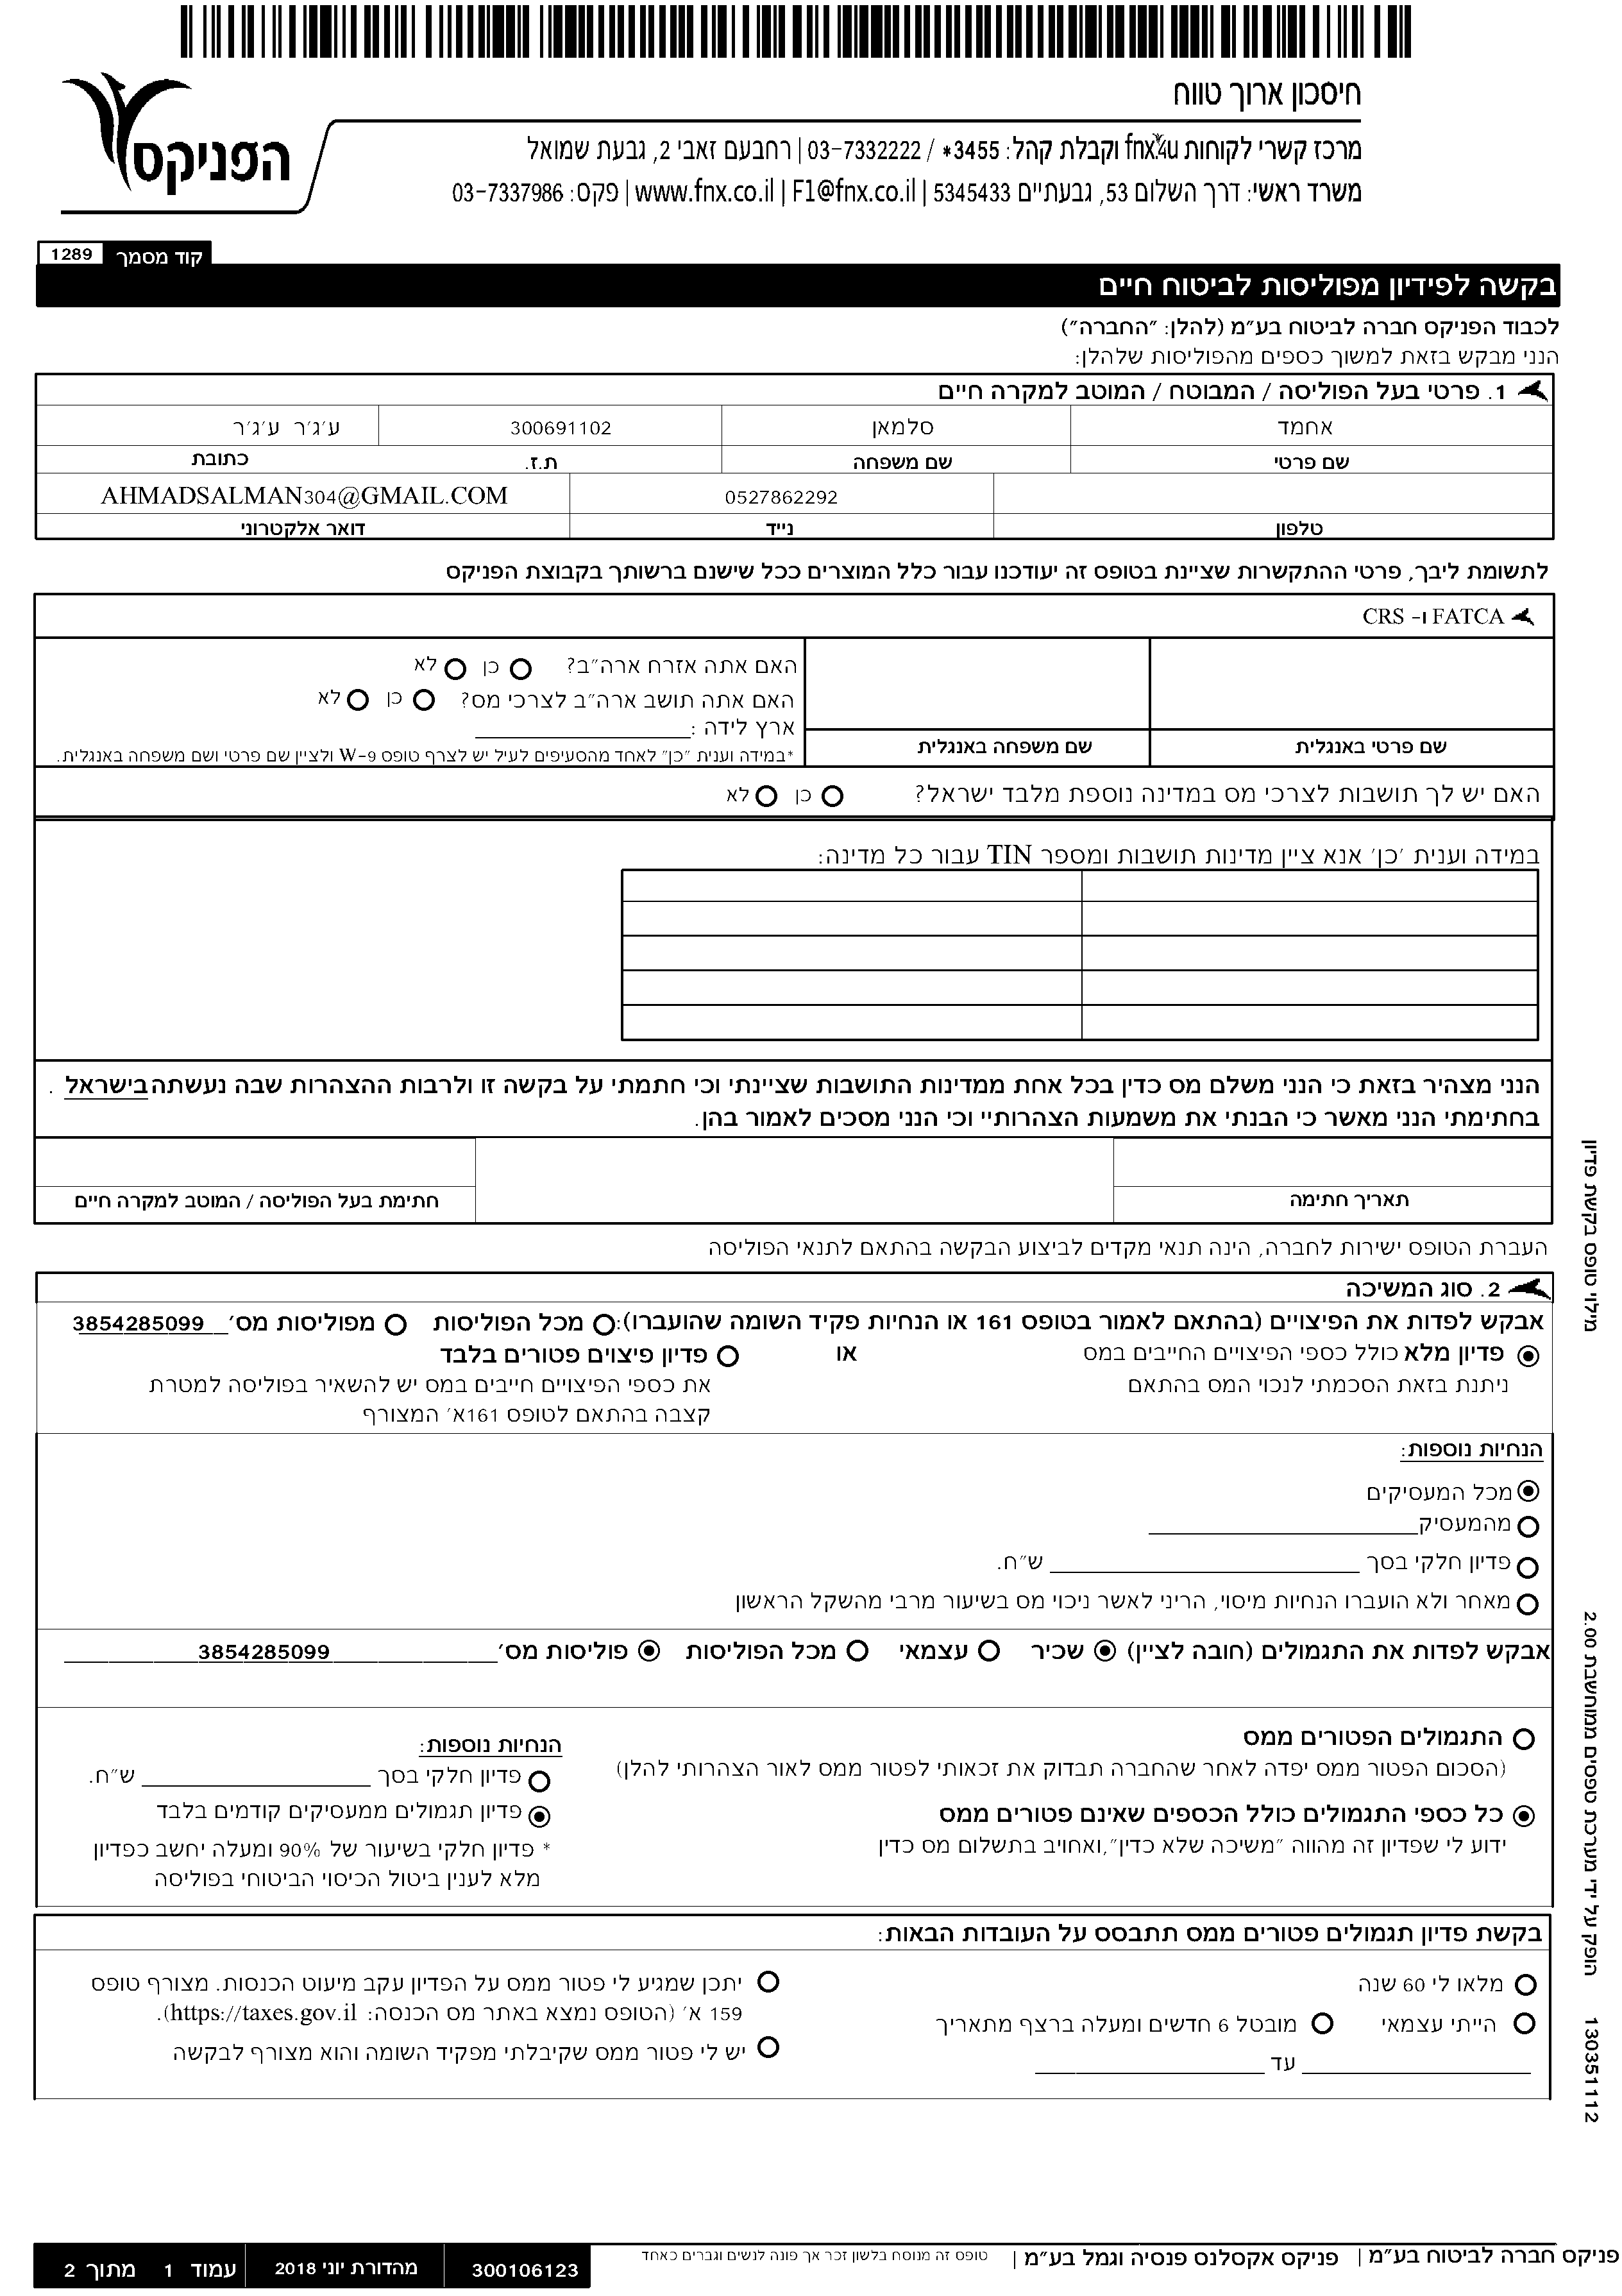 חיסכון ארוך טווח
הפניקס
מרכז קשרי לקוחות fnx4u וקבלת קהל: 3455* / 03-7332222 | רחבעם זאבי 2, גבעת שמואל
משרד ראשי: דרך השלום 53, גבעתיים 5345433 | www.fnx.co.il | F1@fnx.co.il | פקס: 03-7337986
קוד מסמך 1289
בקשה לפידיון מפוליסות לביטוח חיים
לכבוד הפניקס חברה לביטוח בע"מ (להלן: "החברה")
הנני מבקש בזאת למשוך כספים מהפוליסות שלהלן:
1. פרטי בעל הפוליסה / המבוטח / המוטב למקרה חיים
אחמד סלמאן 300691102 ע'ג'ר ע'ג'ר
שם פרטי שם משפחה ת.ז. כתובת
0527862292 AHMADSALMAN304@GMAIL.COM
טלפון נייד דואר אלקטרוני
לתשומת ליבך, פרטי ההתקשרות שציינת בטופס זה יעודכנו עבור כלל המוצרים ככל שישנם ברשותך בקבוצת הפניקס
FATCA ו- CRS
האם אתה אזרח ארה"ב? כן לא
האם אתה תושב ארה"ב לצרכי מס? כן לא
ארץ לידה:
שם פרטי באנגלית שם משפחה באנגלית
*במידה וענית "כן" לאחד מהסעיפים לעיל יש לצרף טופס W-9 ולציין שם פרטי ושם משפחה באנגלית.
האם יש לך תושבות לצרכי מס במדינה נוספת מלבד ישראל? כן לא
במידה וענית 'כן' אנא ציין מדינות תושבות ומספר TIN עבור כל מדינה:
הנני מצהיר בזאת כי הנני משלם מס כדין בכל אחת ממדינות התושבות שציינתי וכי חתמתי על בקשה זו ולרבות ההצהרות שבה נעשתה בישראל .
בחתימתי הנני מאשר כי הבנתי את משמעות הצהרותיי וכי הנני מסכים לאמור בהן.
תאריך חתימה חתימת בעל הפוליסה / המוטב למקרה חיים
העברת הטופס ישירות לחברה, הינה תנאי מקדים לביצוע הבקשה בהתאם לתנאי הפוליסה
2. סוג המשיכה
אבקש לפדות את הפיצויים (בהתאם לאמור בטופס 161 או הנחיות פקיד השומה שהועברו): מכל הפוליסות מפוליסות מס' 3854285099
פדיון מלא כולל כספי הפיצויים החייבים במס או פדיון פיצוים פטורים בלבד
ניתנת בזאת הסכמתי לנכוי המס בהתאם את כספי הפיצויים חייבים במס יש להשאיר בפוליסה למטרת
קצבה בהתאם לטופס 161א' המצורף
הנחיות נוספות:
מכל המעסיקים
מהמעסיק
פדיון חלקי בסך ש"ח.
מאחר ולא הועברו הנחיות מיסוי, הריני לאשר ניכוי מס בשיעור מרבי מהשקל הראשון
אבקש לפדות את התגמולים (חובה לציין) שכיר עצמאי מכל הפוליסות פוליסות מס' 3854285099
התגמולים הפטורים ממס
(הסכום הפטור ממס יפדה לאחר שהחברה תבדוק את זכאותי לפטור ממס לאור הצהרותי להלן)
כל כספי התגמולים כולל הכספים שאינם פטורים ממס
ידוע לי שפדיון זה מהווה "משיכה שלא כדין",ואחויב בתשלום מס כדין
הנחיות נוספות:
פדיון חלקי בסך ש"ח.
פדיון תגמולים ממעסיקים קודמים בלבד
* פדיון חלקי בשיעור של 90% ומעלה יחשב כפדיון
מלא לענין ביטול הכיסוי הביטוחי בפוליסה
בקשת פדיון תגמולים פטורים ממס תתבסס על העובדות הבאות:
מלאו לי 60 שנה
הייתי עצמאי מובטל 6 חדשים ומעלה ברצף מתאריך
עד
יתכן שמגיע לי פטור ממס על הפדיון עקב מיעוט הכנסות. מצורף טופס
159 א' (הטופס נמצא באתר מס הכנסה: https://taxes.gov.il).
יש לי פטור ממס שקיבלתי מפקיד השומה והוא מצורף לבקשה
מילוי טופס בקשת פדיון
הופק על ידי מערכת טפסים ממוחשבת 2.00
130351112
פניקס חברה לביטוח בע"מ | פניקס אקסלנס פנסיה וגמל בע"מ | טופס זה מנוסח בלשון זכר אך פונה לנשים וגברים כאחד
300106123 מהדורת יוני 2018 עמוד 1 מתוך 2